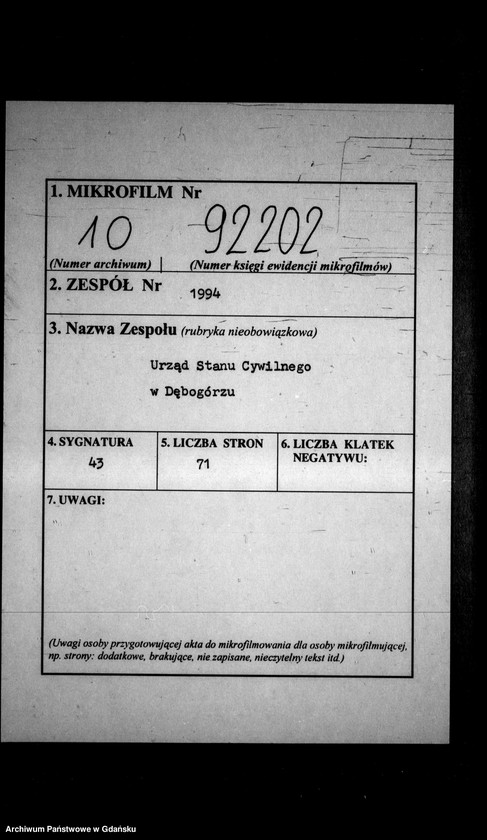 1. MIKROFILM Nr
10 92202
(Numer archiwum) (Numer księgi ewidencji mikrofilmów)
2. ZESPÓŁ Nr
1994
3. Nazwa Zespołu (rubryka nieobowiązkowa)
Urząd Stanu Cywilnego
w Dębogórzu
4. SYGNATURA
43
5. LICZBA STRON
71
6. LICZBA KLATEK
NEGATYWU:
7. UWAGI:
(Uwagi osoby przygotowującej akta do mikrofilmowania dla osoby mikrofilmującej,
np. strony: dodatkowe, brakujące, nie zapisane, nieczytelny tekst itd.)
Archiwum Państwowe w Gdańsku